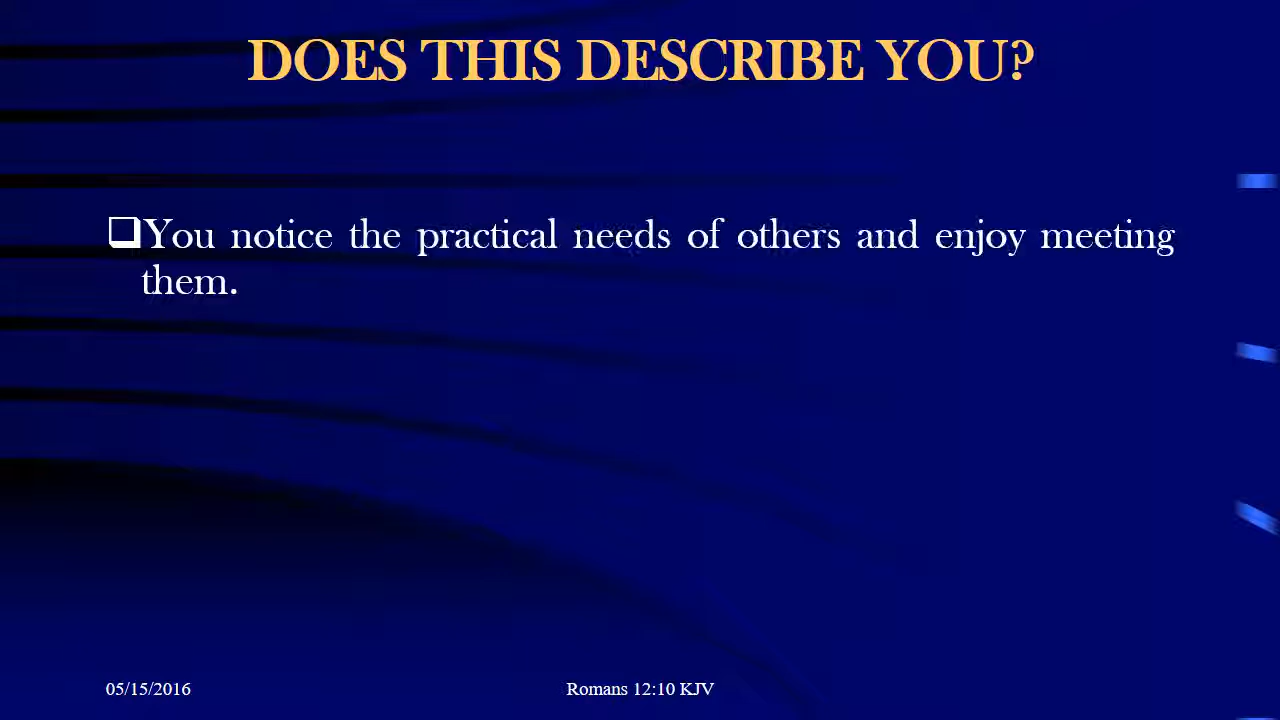 DOES THIS DESCRIBE YOU?
❑You notice the practical needs of others and enjoy meeting
them.
05/15/2016
Romans 12:10 KJV